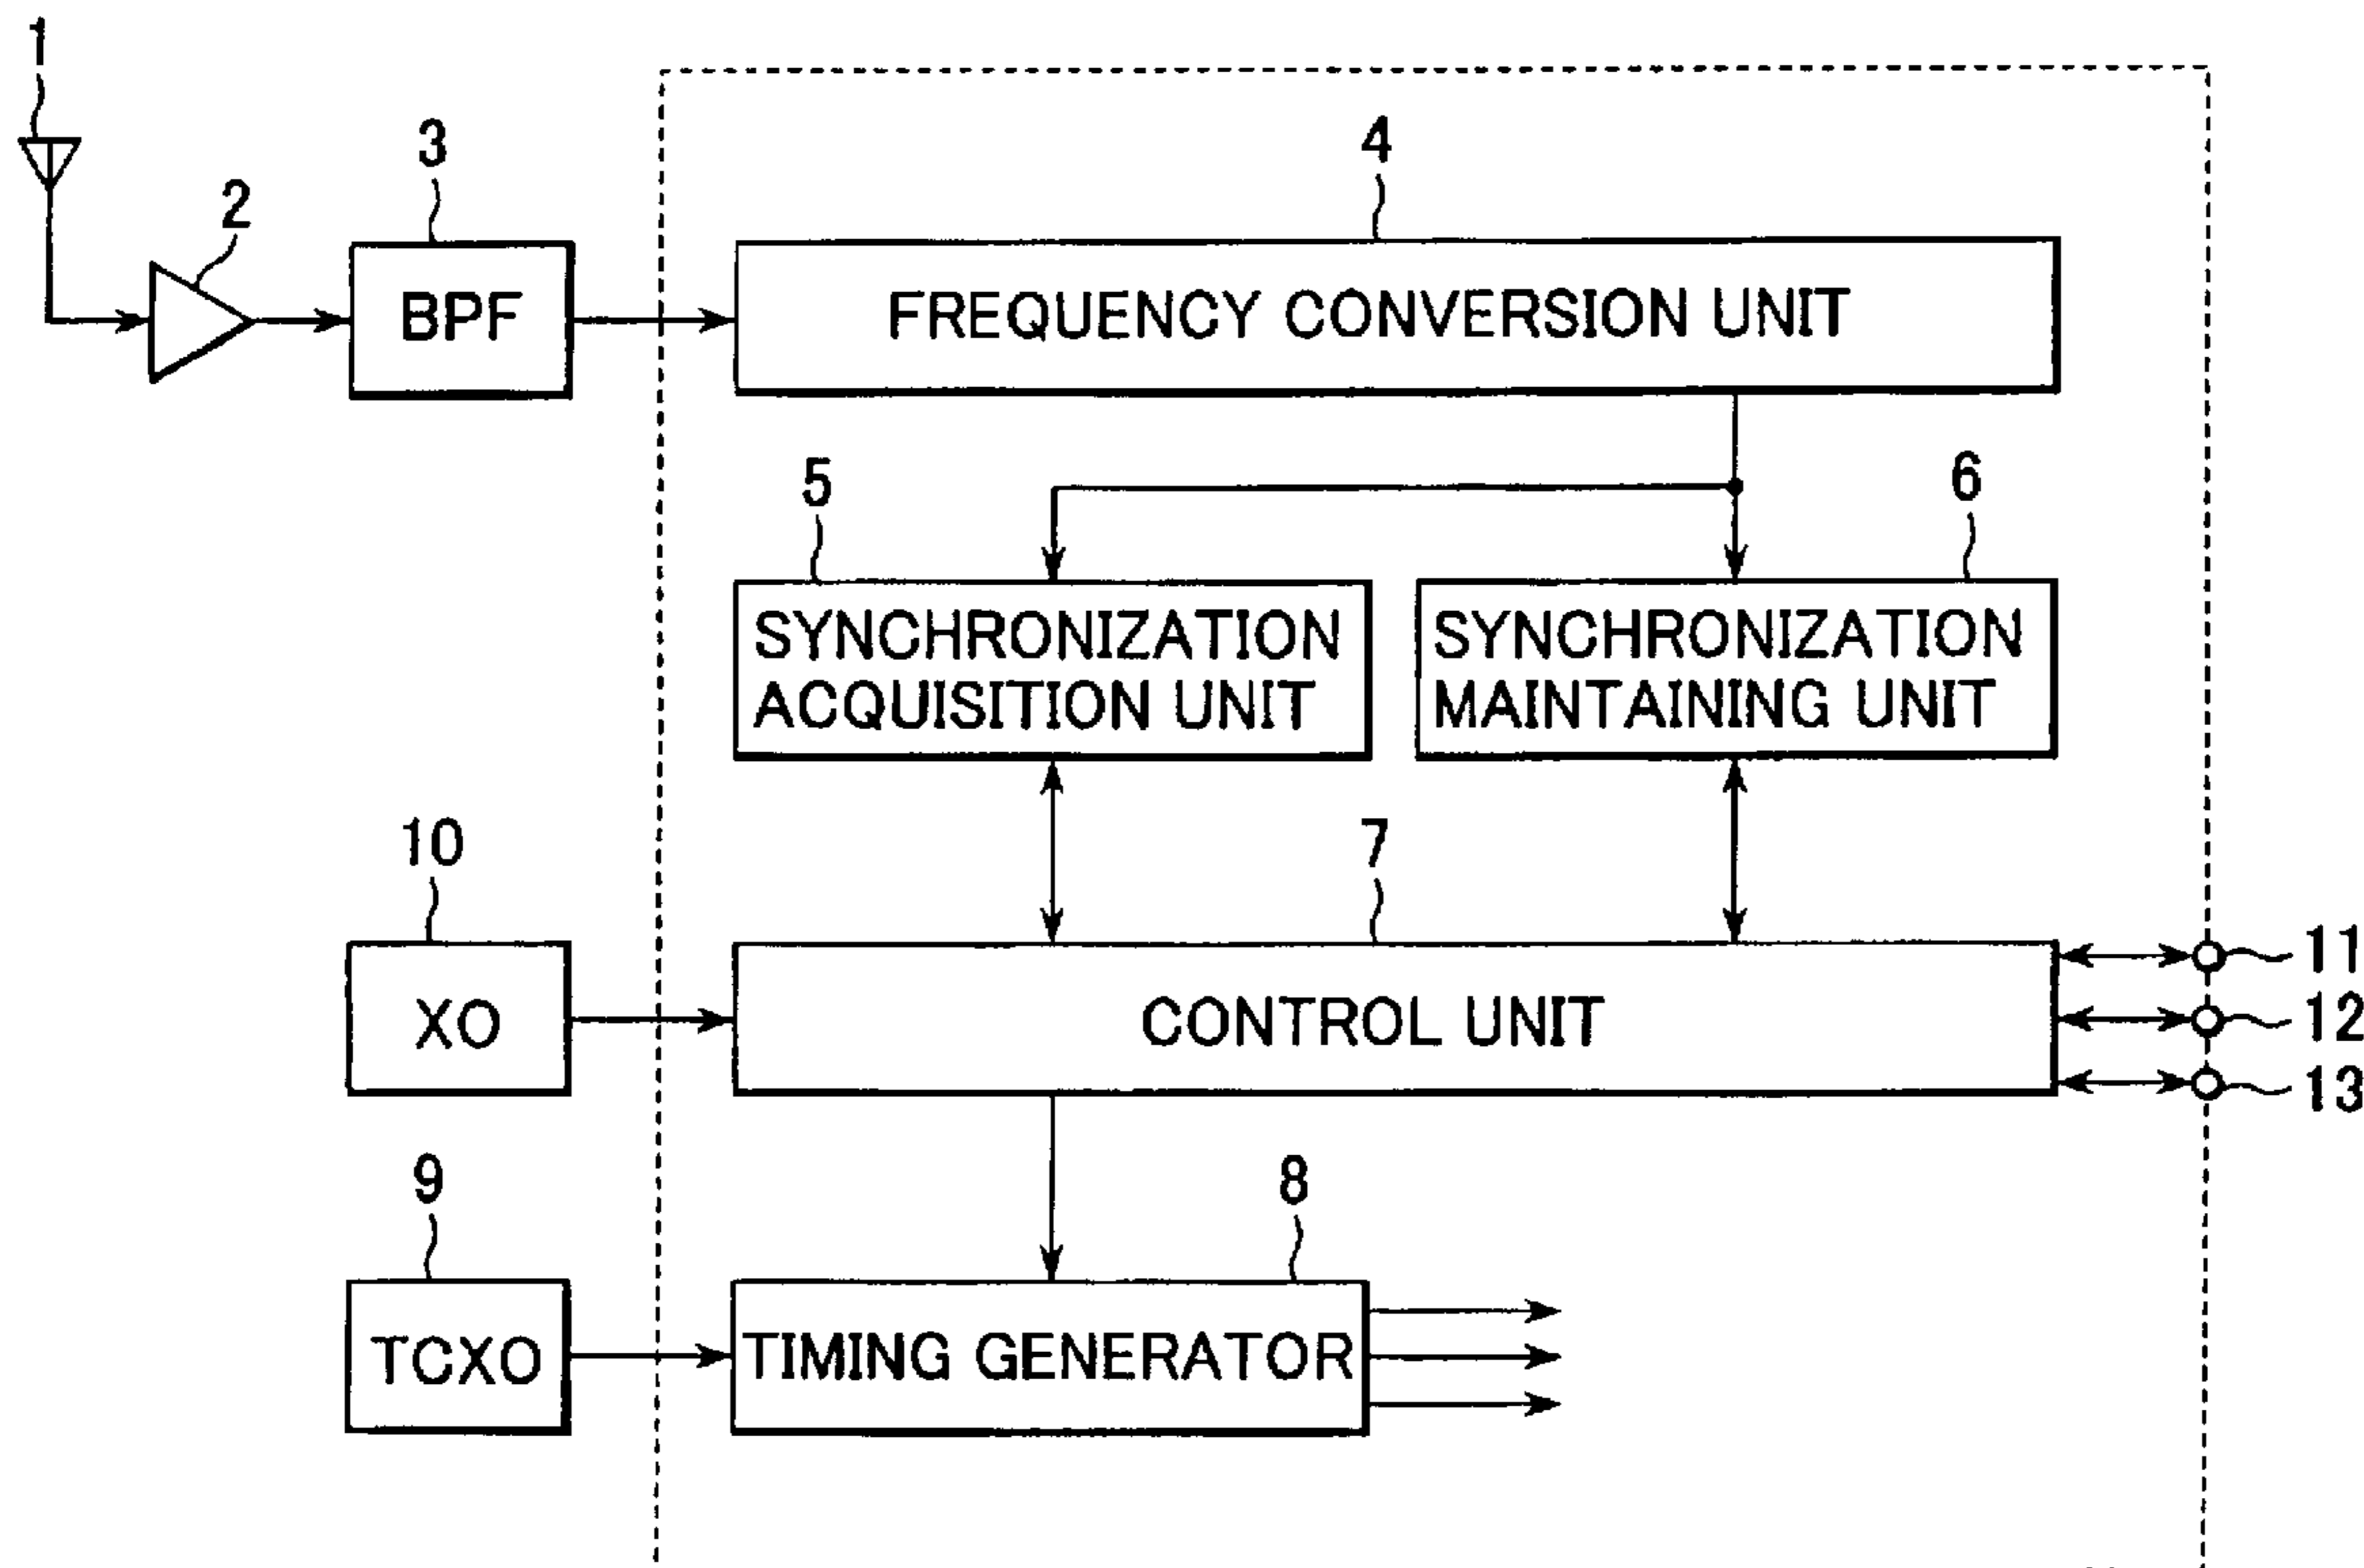 1
2
3
4
BPF
FREQUENCY CONVERSION UNIT
5
6
SYNCHRONIZATION
ACQUISITION UNIT
SYNCHRONIZATION
MAINTAINING UNIT
10
7
XO
CONTROL UNIT
11
12
13
9
8
TCXO
TIMING GENERATOR